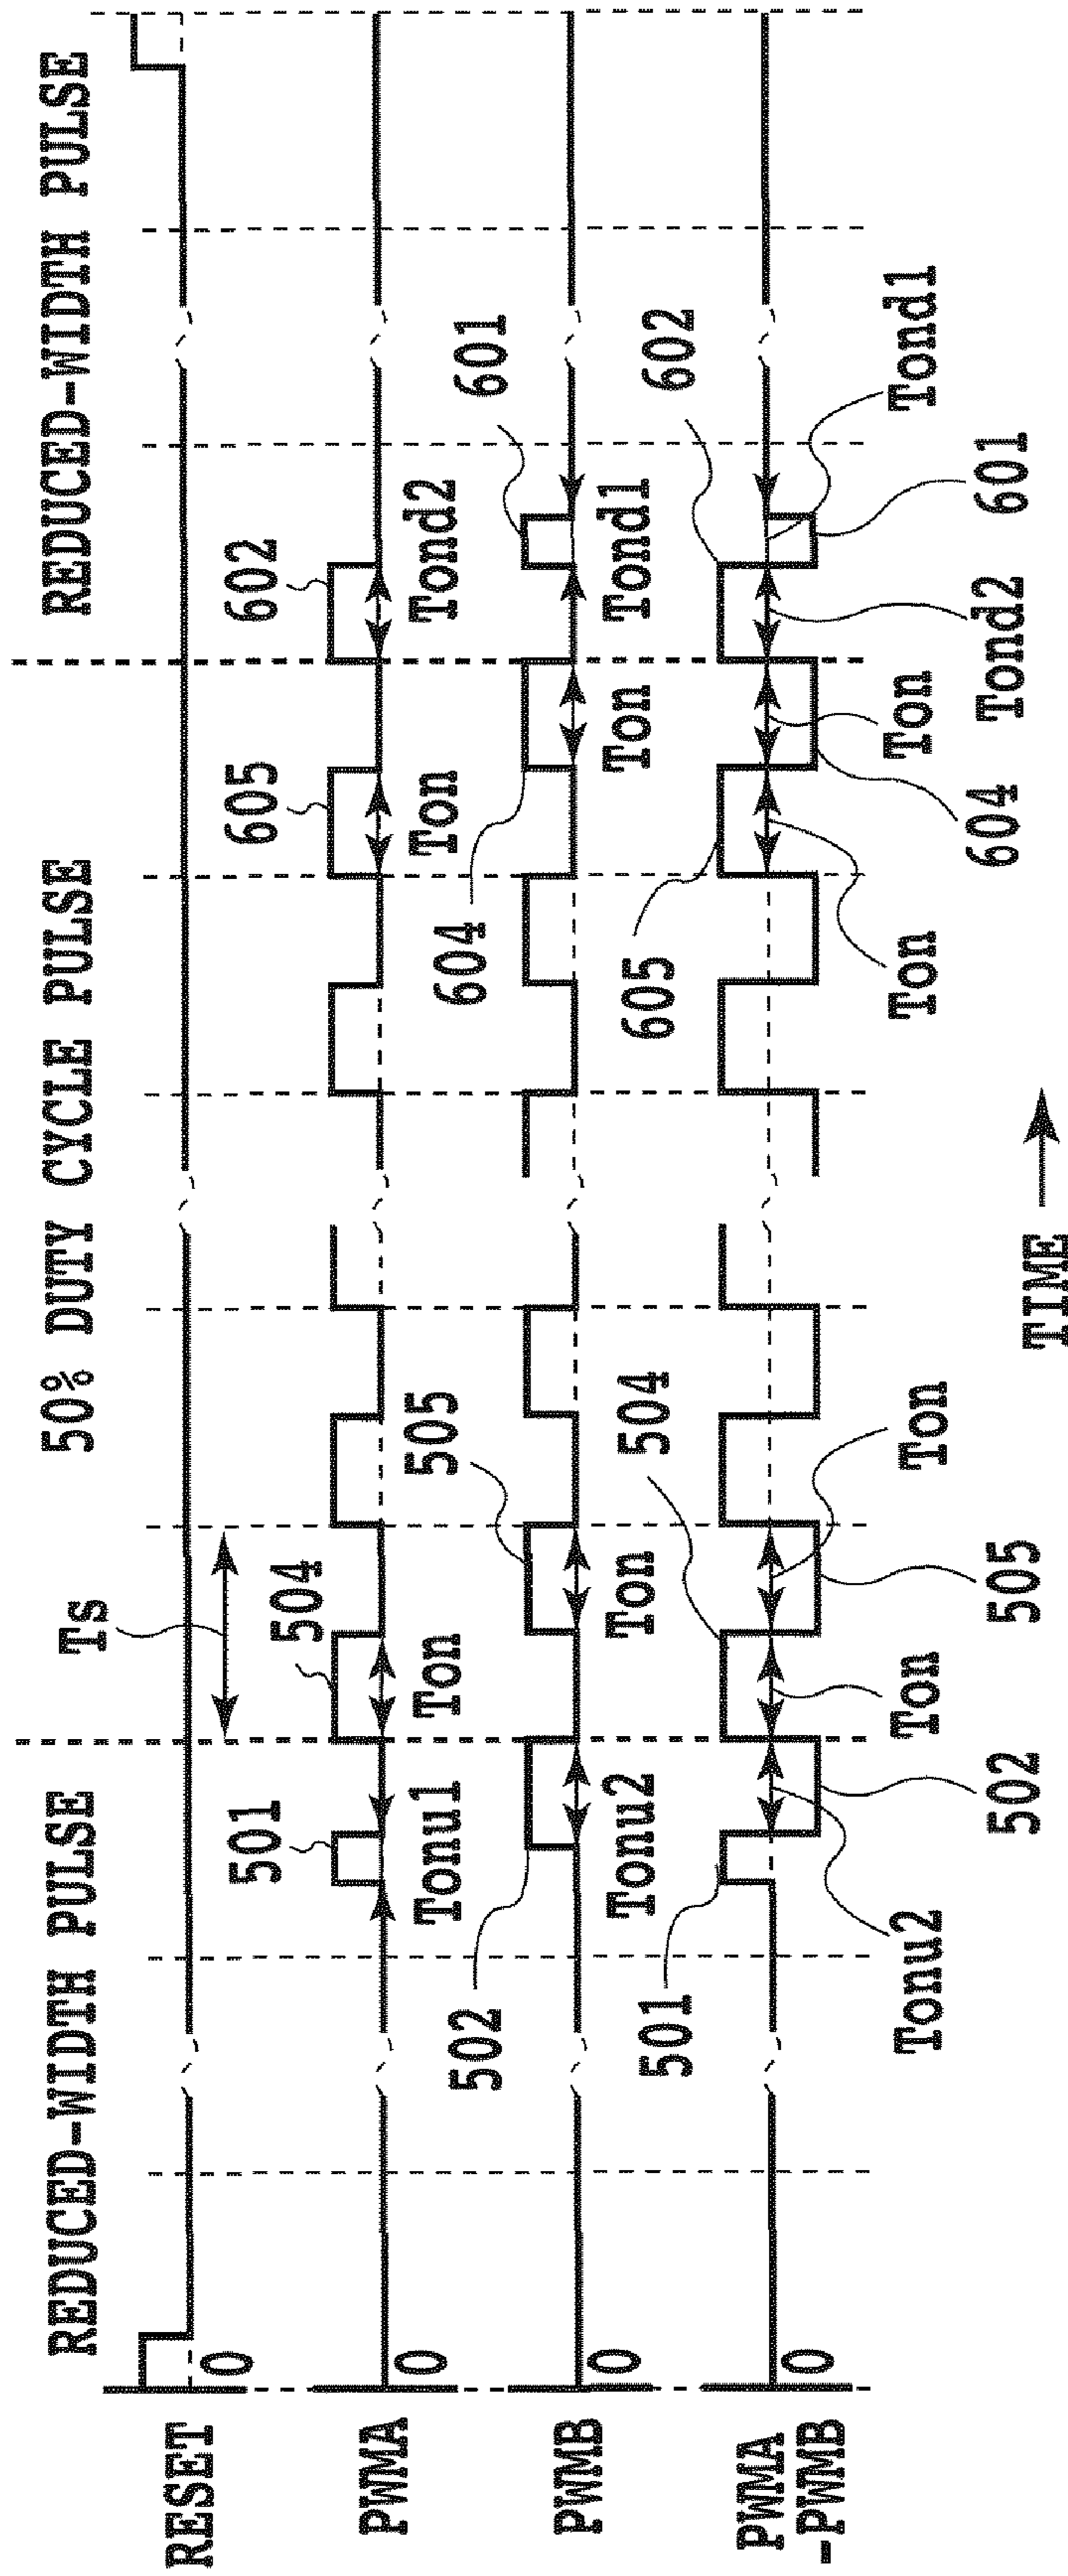 REDUCED-WIDTH PULSE
50% DUTY CYCLE PULSE
REDUCED-WIDTH PULSE
Ts
RESET
0
PWMA
0
501
Tonu1
504
Ton
605
Ton
602
Tond2
PWMB
0
502
Tonu2
505
Ton
604
Ton
601
Tond1
PWMA
-PWMB
0
501
Tonu2
502
504
Ton
505
Ton
605
Ton
604
Ton
602
Tond2
601
Tond1
TIME